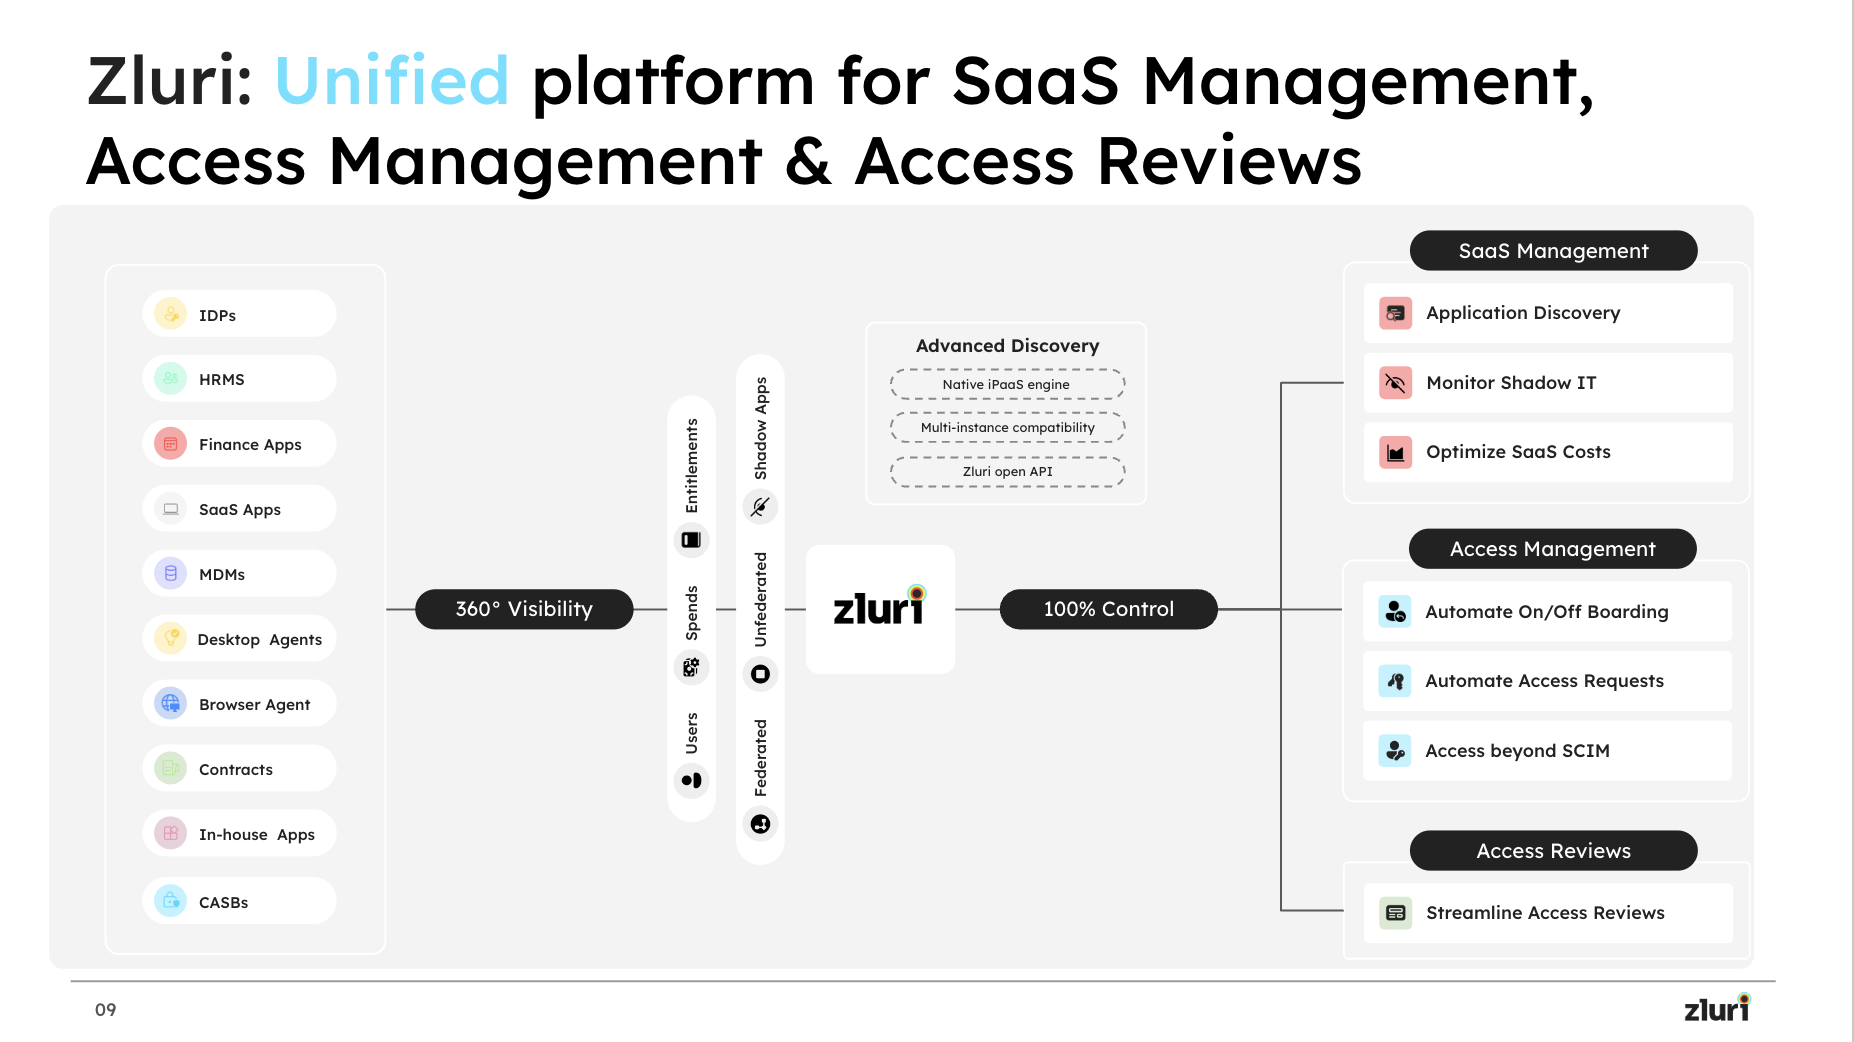 Zluri: Unified platform for SaaS Management,
Access Management & Access Reviews
IDPs
HRMS
Finance Apps
SaaS Apps
MDMs
Desktop Agents
Browser Agent
Contracts
In-house Apps
CASBs
360° Visibility
Entitlements
Spends
Users
Shadow Apps
Unfederated
Federated
Advanced Discovery
Native iPaaS engine
Multi-instance compatibility
Zluri open API
zluri
100% Control
SaaS Management
Application Discovery
Monitor Shadow IT
Optimize SaaS Costs
Access Management
Automate On/Off Boarding
Automate Access Requests
Access beyond SCIM
Access Reviews
Streamline Access Reviews
09
zluri